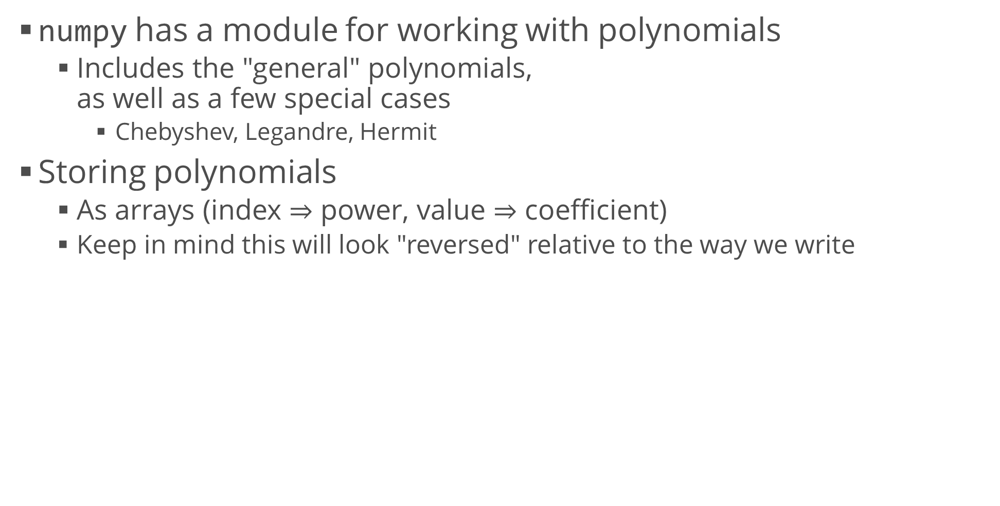 ▪ numpy has a module for working with polynomials
▪ Includes the "general" polynomials,
as well as a few special cases
▪ Chebyshev, Legandre, Hermit
▪ Storing polynomials
▪ As arrays (index ⇒ power, value ⇒ coefficient)
▪ Keep in mind this will look "reversed" relative to the way we write